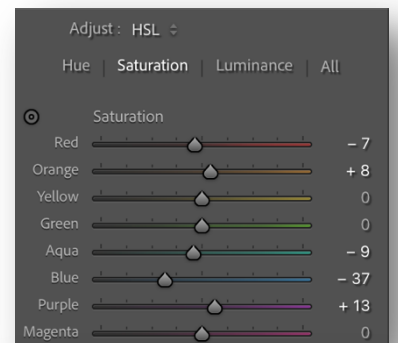 Adjust : HSL
Hue | Saturation | Luminance | All
Saturation
Red – 7
Orange + 8
Yellow 0
Green 0
Aqua – 9
Blue – 37
Purple + 13
Magenta 0